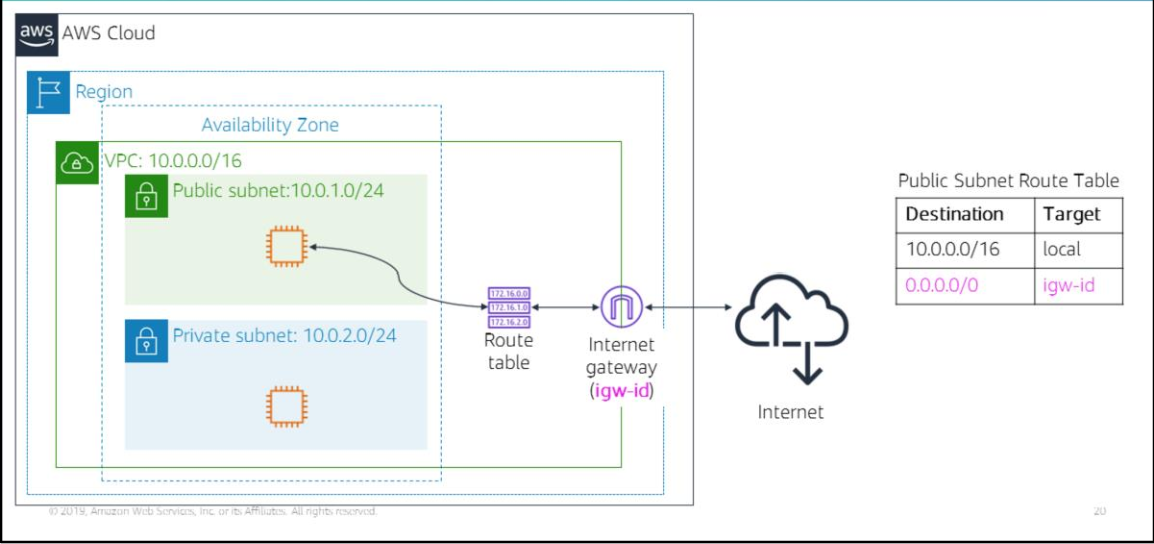 aws AWS Cloud
Region
Availability Zone
VPC: 10.0.0.0/16
Public subnet:10.0.1.0/24
Private subnet: 10.0.2.0/24
172.16.0.0
172.16.1.0
172.16.2.0
Route
table
Internet
gateway
(igw-id)
Internet
Public Subnet Route Table
Destination Target
10.0.0.0/16 local
0.0.0.0/0 igw-id
© 2019, Amazon Web Services, Inc. or its Affiliates. All rights reserved.
20